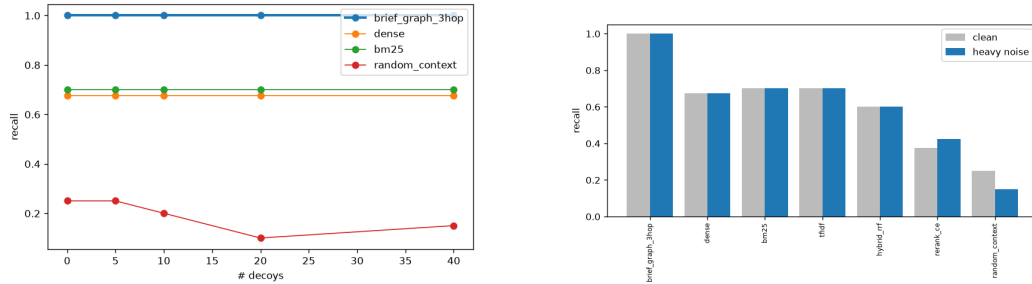 1.0
0.8
0.6
0.4
0.2
recall
0
5
10
15
20
25
30
35
40
# decoys
brief_graph_3hop
dense
bm25
random_context
1.0
0.8
0.6
0.4
0.2
0.0
recall
clean
heavy noise
brief_graph_3hop
dense
bm25
tfidf
hybrid_rrf
rerank_ce
random_context